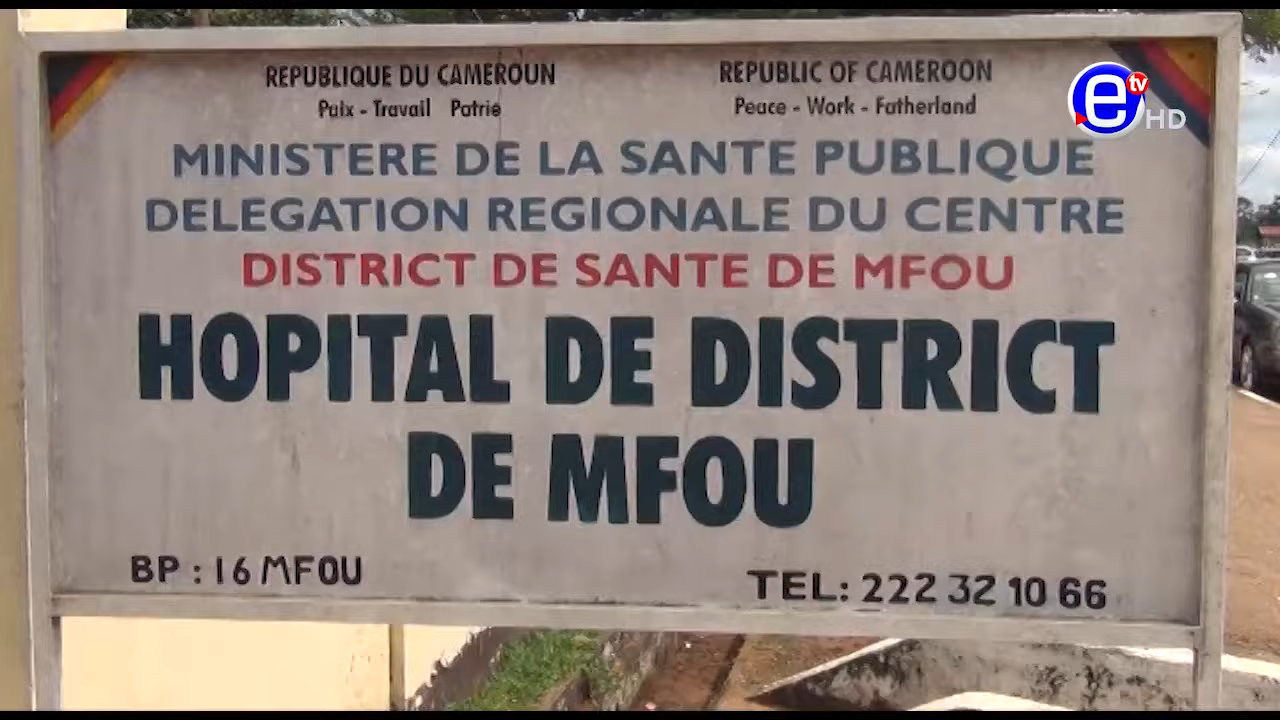 REPUBLIQUE DU CAMEROUN
Paix - Travail Patrie
REPUBLIC OF CAMEROON
Peace - Work - Fatherland
e tv HD
MINISTERE DE LA SANTE PUBLIQUE
DELEGATION REGIONALE DU CENTRE
DISTRICT DE SANTE DE MFOU
HOPITAL DE DISTRICT
DE MFOU
BP : 16 MFOU
TEL: 222 32 10 66